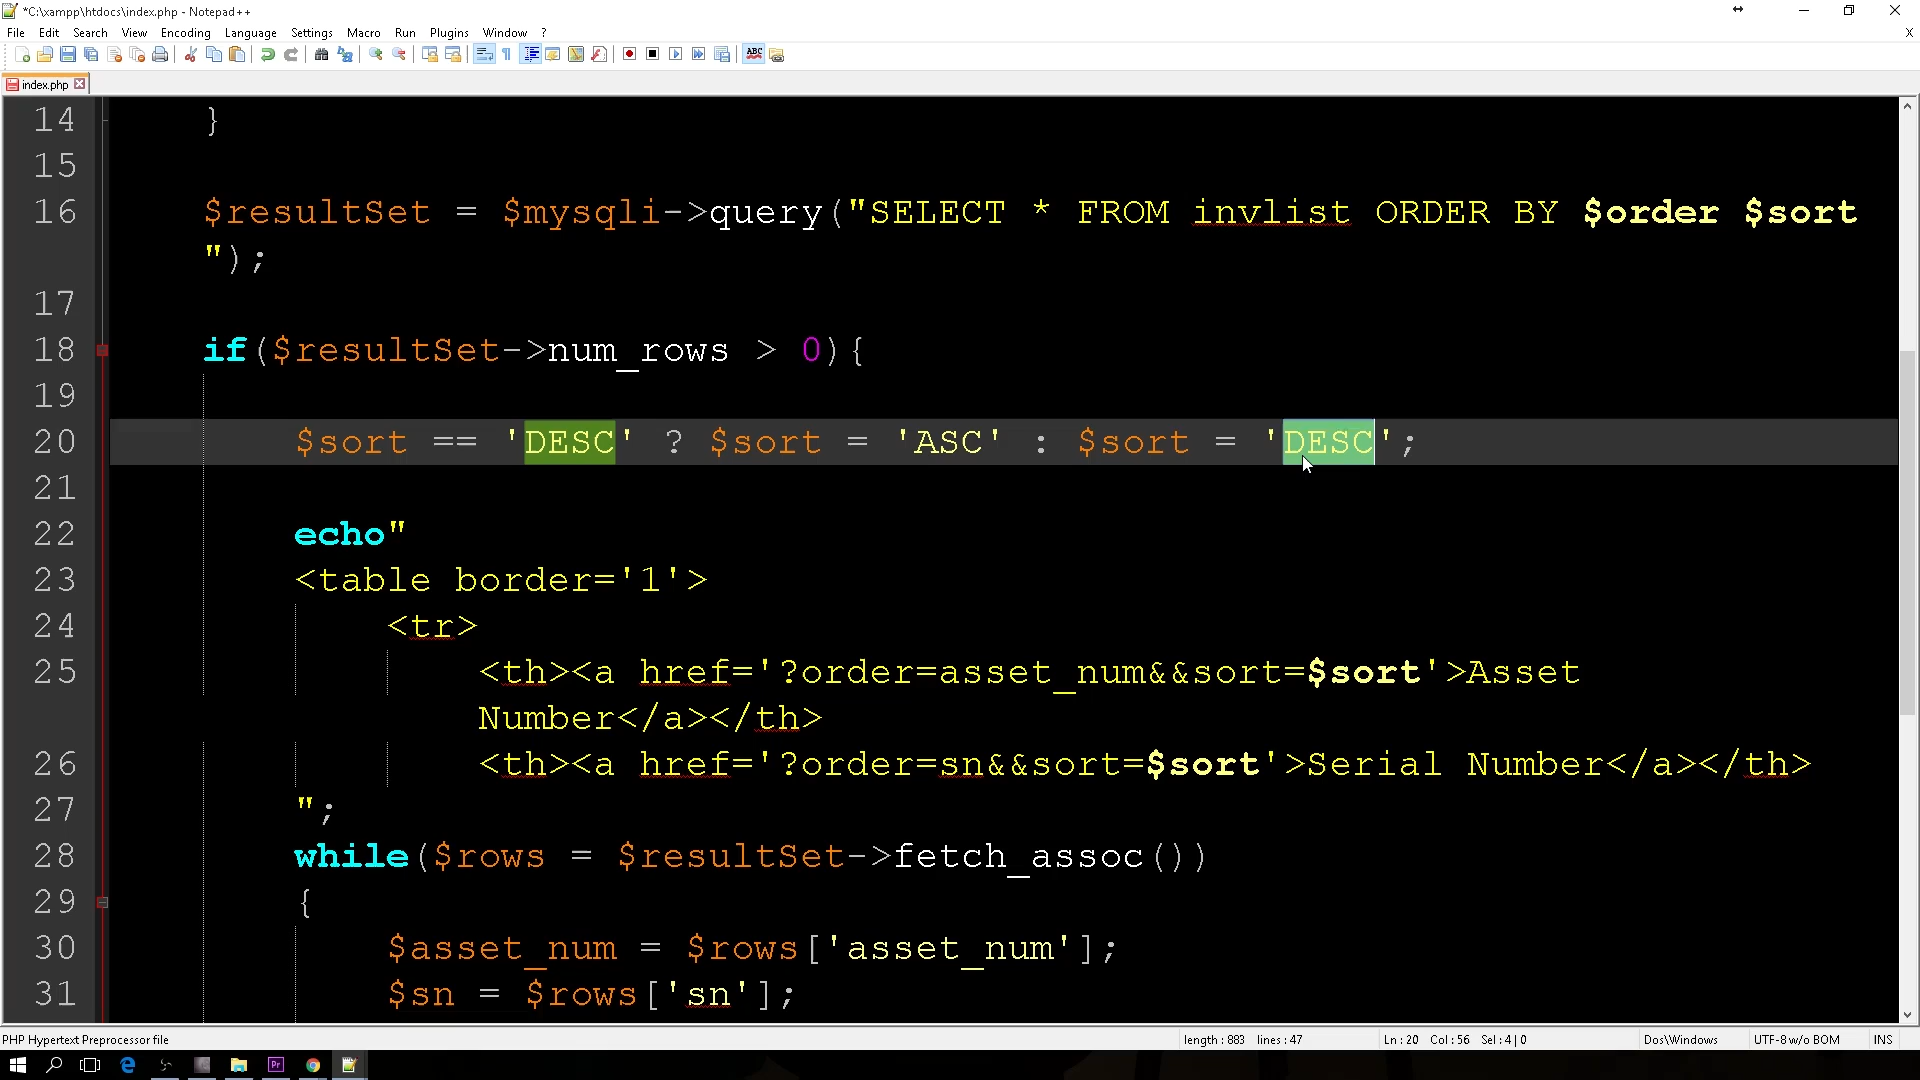 *C:\xampp\htdocs\index.php - Notepad++
File Edit Search View Encoding Language Settings Macro Run Plugins Window ? X
ABC
index.php
14 }
15
16 $resultSet = $mysqli->query("SELECT * FROM invlist ORDER BY $order $sort
");
17
18 if($resultSet->num_rows > 0){
19
20 $sort == 'DESC' ? $sort = 'ASC' : $sort = 'DESC';
21
22 echo"
23 <table border='1'>
24 <tr>
25 <th><a href='?order=asset_num&&sort=$sort'>Asset
Number</a></th>
26 <th><a href='?order=sn&&sort=$sort'>Serial Number</a></th>
27 ";
28 while($rows = $resultSet->fetch_assoc())
29 {
30 $asset_num = $rows['asset_num'];
31 $sn = $rows['sn'];
PHP Hypertext Preprocessor file length : 883 lines : 47 Ln : 20 Col : 56 Sel : 4 | 0 Dos\Windows UTF-8 w/o BOM INS
Pr